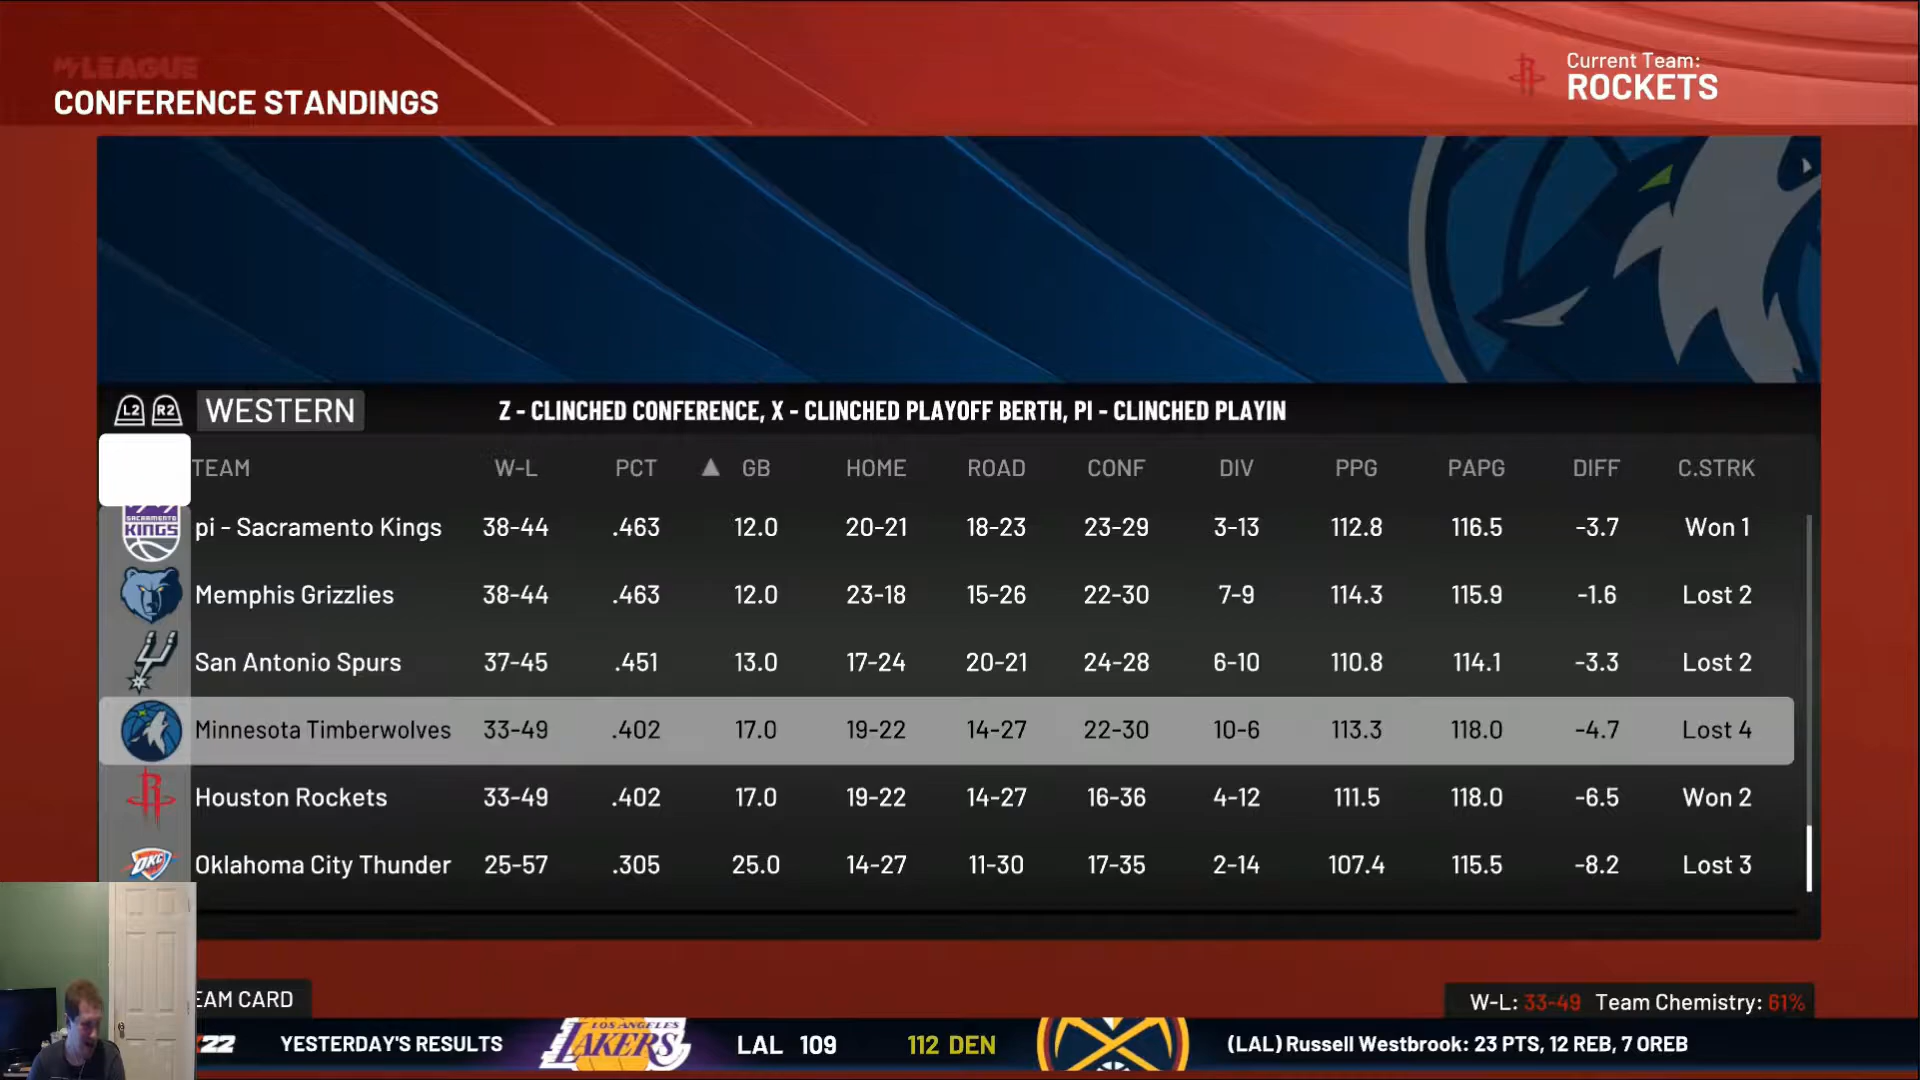 MyLEAGUE
CONFERENCE STANDINGS
Current Team:
ROCKETS
L2 R2 WESTERN Z - CLINCHED CONFERENCE, X - CLINCHED PLAYOFF BERTH, PI - CLINCHED PLAYIN
TEAM W-L PCT GB HOME ROAD CONF DIV PPG PAPG DIFF C.STRK
SACRAMENTO KINGS pi - Sacramento Kings 38-44 .463 12.0 20-21 18-23 23-29 3-13 112.8 116.5 -3.7 Won 1
Memphis Grizzlies 38-44 .463 12.0 23-18 15-26 22-30 7-9 114.3 115.9 -1.6 Lost 2
San Antonio Spurs 37-45 .451 13.0 17-24 20-21 24-28 6-10 110.8 114.1 -3.3 Lost 2
Minnesota Timberwolves 33-49 .402 17.0 19-22 14-27 22-30 10-6 113.3 118.0 -4.7 Lost 4
R Houston Rockets 33-49 .402 17.0 19-22 14-27 16-36 4-12 111.5 118.0 -6.5 Won 2
OKC Oklahoma City Thunder 25-57 .305 25.0 14-27 11-30 17-35 2-14 107.4 115.5 -8.2 Lost 3
EAM CARD
W-L: 33-49 Team Chemistry: 61%
22 YESTERDAY'S RESULTS LOS ANGELES LAKERS LAL 109 112 DEN (LAL) Russell Westbrook: 23 PTS, 12 REB, 7 OREB